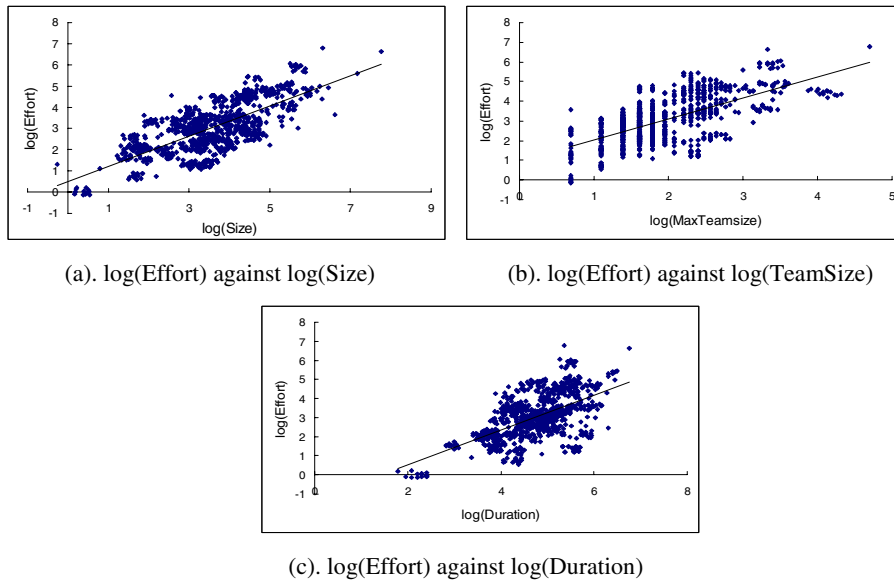 8
7
6
5
4
3
2
1
0
-1
log(Effort)
-1 1 3 5 7 9
log(Size)
8
7
6
5
4
3
2
1
0
-1
log(Effort)
0 1 2 3 4 5
log(MaxTeamsize)
(a). log(Effort) against log(Size)
(b). log(Effort) against log(TeamSize)
8
7
6
5
4
3
2
1
0
-1
log(Effort)
0 2 4 6 8
log(Duration)
(c). log(Effort) against log(Duration)